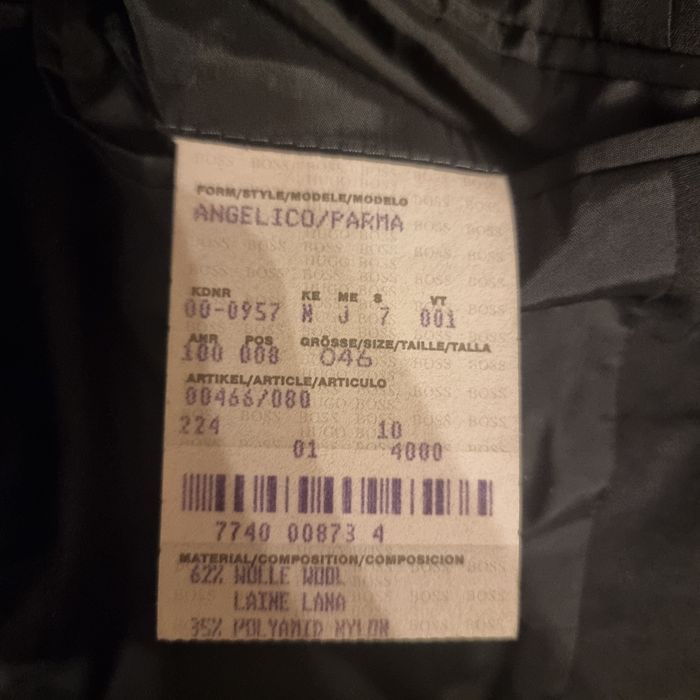 FORM/STYLE/MODELE/MODELO
ANGELICO/PARMA
KDNR KE ME S VT
00-0957 N J 7 001
ANR POS GRÖSSE/SIZE/TAILLE/TALLA
100 008 046
ARTIKEL/ARTICLE/ARTICULO
00466/080
224 10
01 4000
7740 00873 4
MATERIAL/COMPOSITION/COMPOSICION
62% WOLLE WOOL
LAINE LANA
35% POLYAMID NYLON